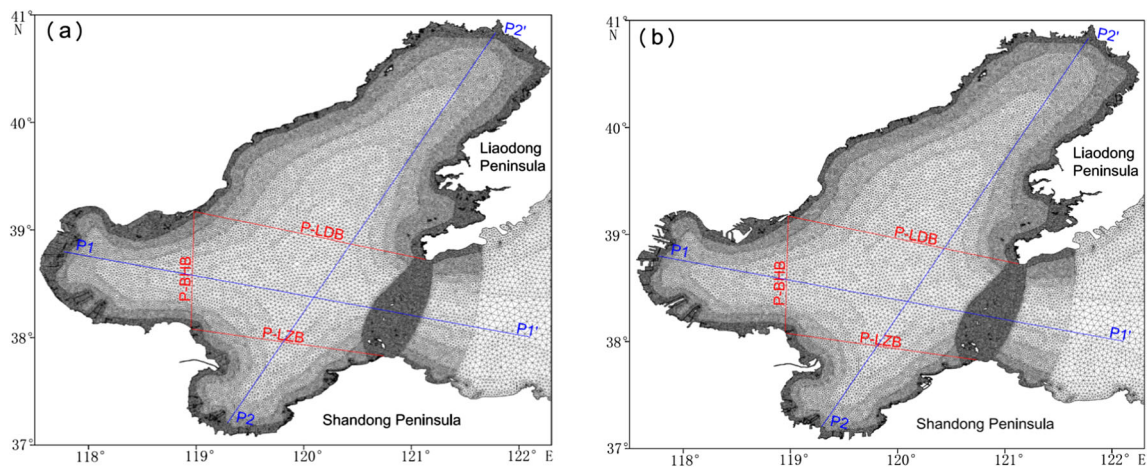 (a)
41°
N
40°
39°
38°
37°
118°
119°
120°
121°
122° E
P2'
Liaodong
Peninsula
P-LDB
P1
P-BHB
P1'
P-LZB
P2
Shandong Peninsula
(b)
41°
N
40°
39°
38°
37°
118°
119°
120°
121°
122° E
P2'
Liaodong
Peninsula
P-LDB
P1
P-BHB
P1'
P-LZB
P2
Shandong Peninsula